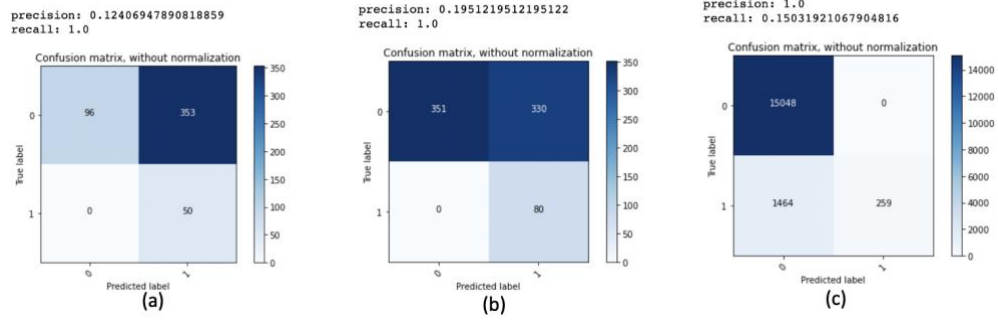 precision: 0.12406947890818859
recall: 1.0
Confusion matrix, without normalization
350
300
250
200
150
100
50
0
0
96
353
1
0
50
True label
0
1
Predicted label
(a)
precision: 0.1951219512195122
recall: 1.0
Confusion matrix, without normalization
350
300
250
200
150
100
50
0
0
351
330
1
0
80
True label
0
1
Predicted label
(b)
precision: 1.0
recall: 0.15031921067904816
Confusion matrix, without normalization
14000
12000
10000
8000
6000
4000
2000
0
0
15048
0
1
1464
259
True label
0
1
Predicted label
(c)